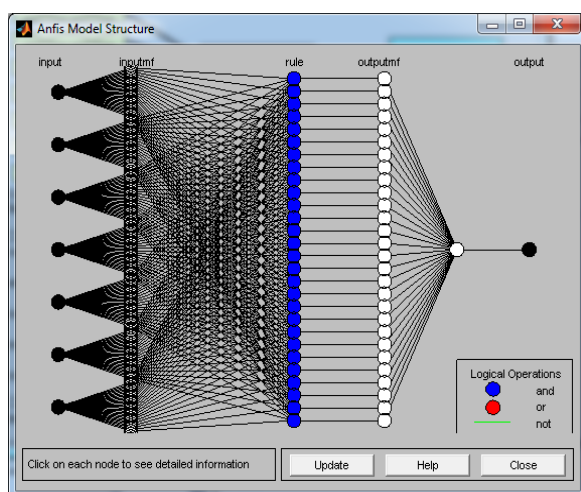 Anfis Model Structure
input inputmf rule outputmf output
Logical Operations
and
or
not
Click on each node to see detailed information
Update Help Close